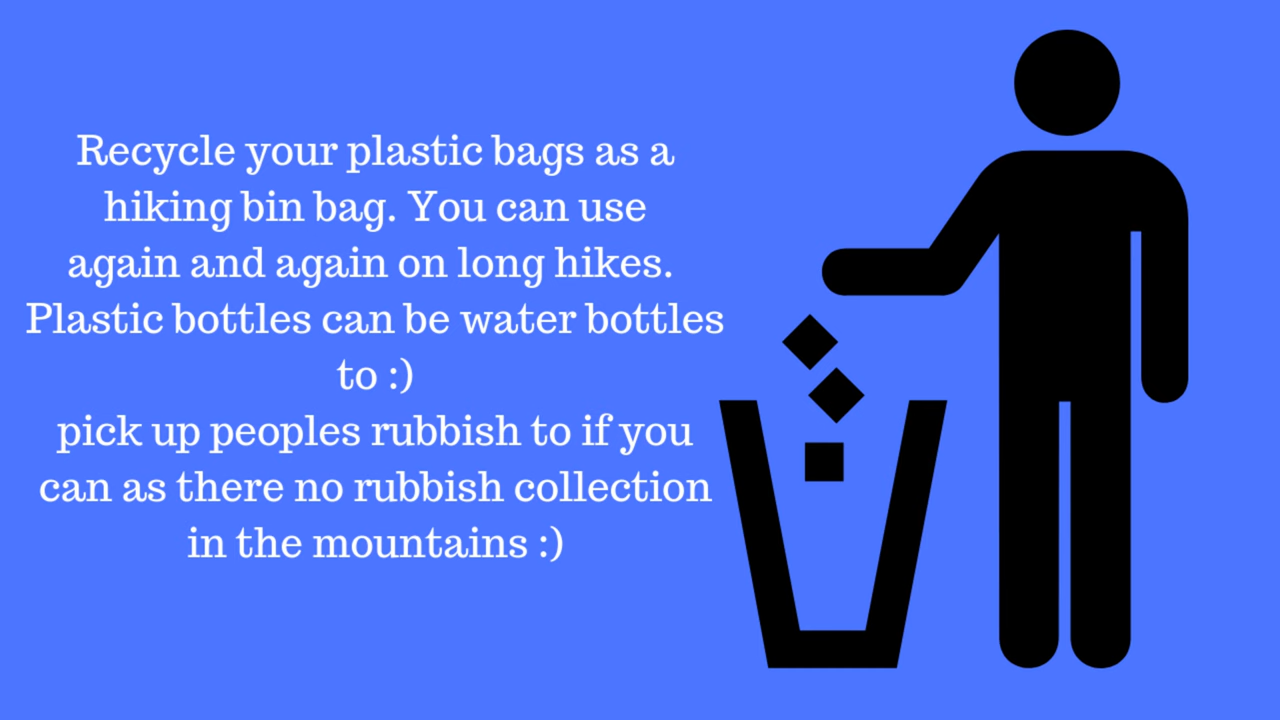 Recycle your plastic bags as a
hiking bin bag. You can use
again and again on long hikes.
Plastic bottles can be water bottles
to :)
pick up peoples rubbish to if you
can as there no rubbish collection
in the mountains :)